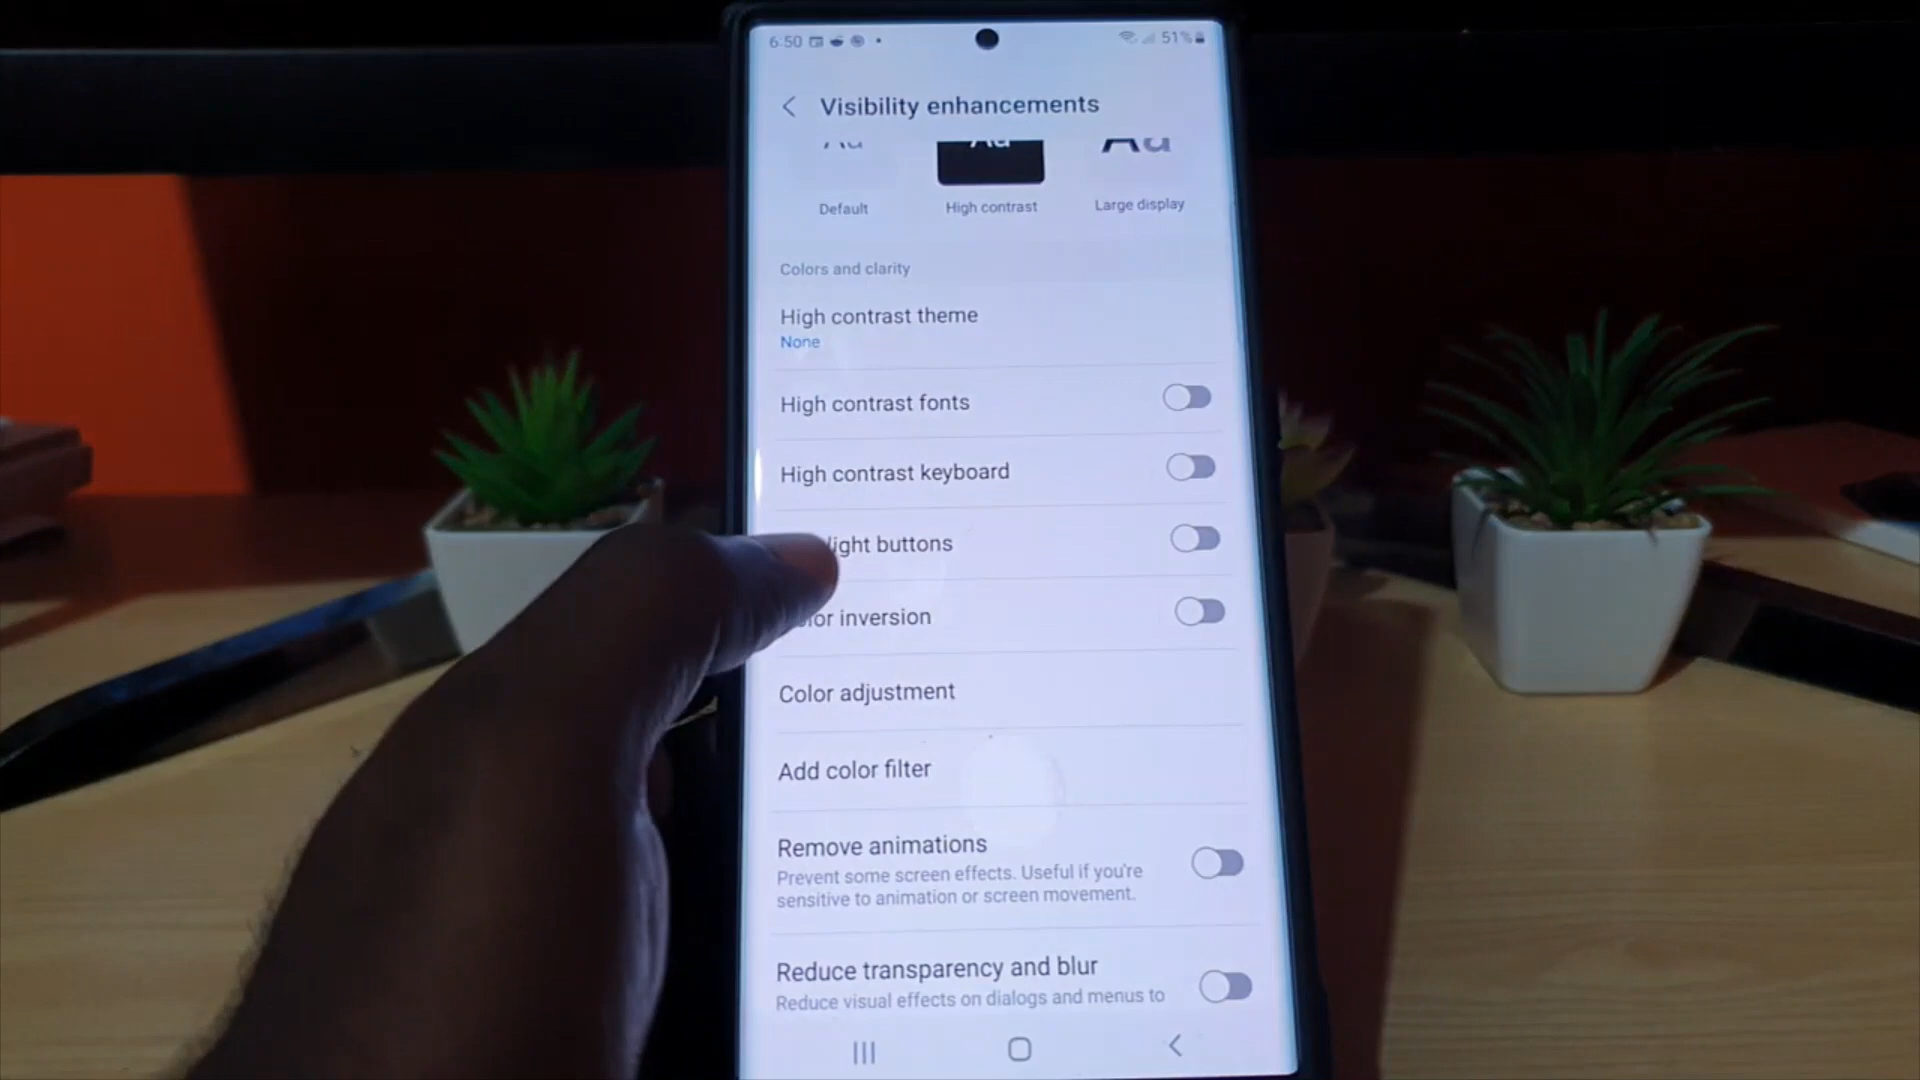 6:50
51%
Visibility enhancements
Aa
Aa
Aa
Default
High contrast
Large display
Colors and clarity
High contrast theme
None
High contrast fonts
High contrast keyboard
light buttons
or inversion
Color adjustment
Add color filter
Remove animations
Prevent some screen effects. Useful if you're
sensitive to animation or screen movement.
Reduce transparency and blur
Reduce visual effects on dialogs and menus to